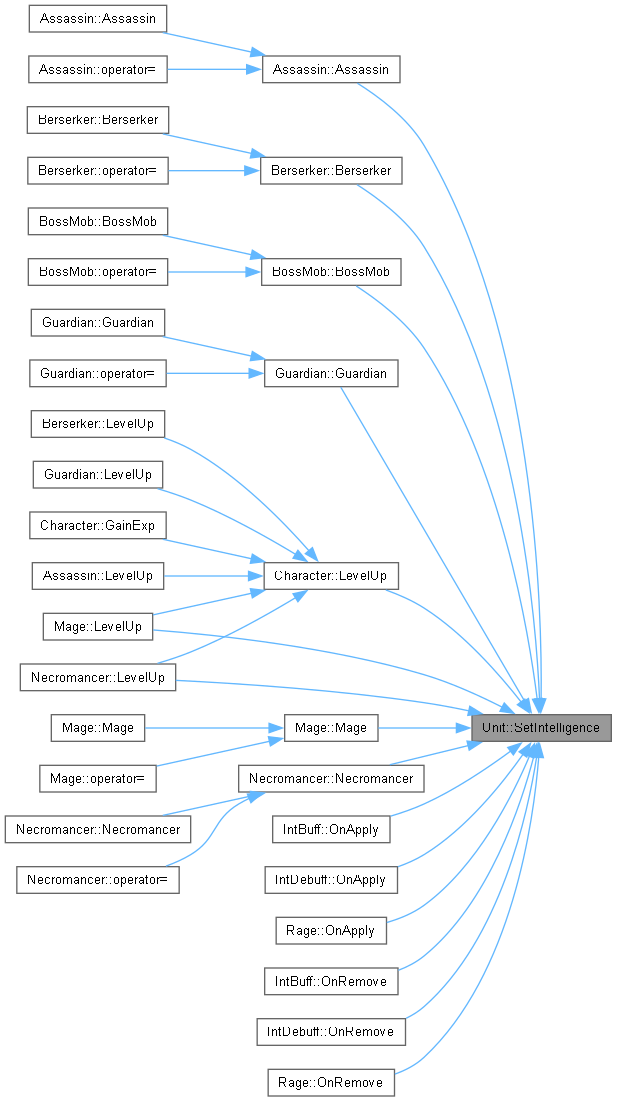 Assassin::Assassin
Assassin::operator=
Assassin::Assassin
Berserker::Berserker
Berserker::operator=
Berserker::Berserker
BossMob::BossMob
BossMob::operator=
BossMob::BossMob
Guardian::Guardian
Guardian::operator=
Guardian::Guardian
Berserker::LevelUp
Guardian::LevelUp
Character::GainExp
Assassin::LevelUp
Character::LevelUp
Mage::LevelUp
Necromancer::LevelUp
Mage::Mage
Mage::Mage
Unit::SetIntelligence
Mage::operator=
Necromancer::Necromancer
Necromancer::Necromancer
IntBuff::OnApply
Necromancer::operator=
IntDebuff::OnApply
Rage::OnApply
IntBuff::OnRemove
IntDebuff::OnRemove
Rage::OnRemove